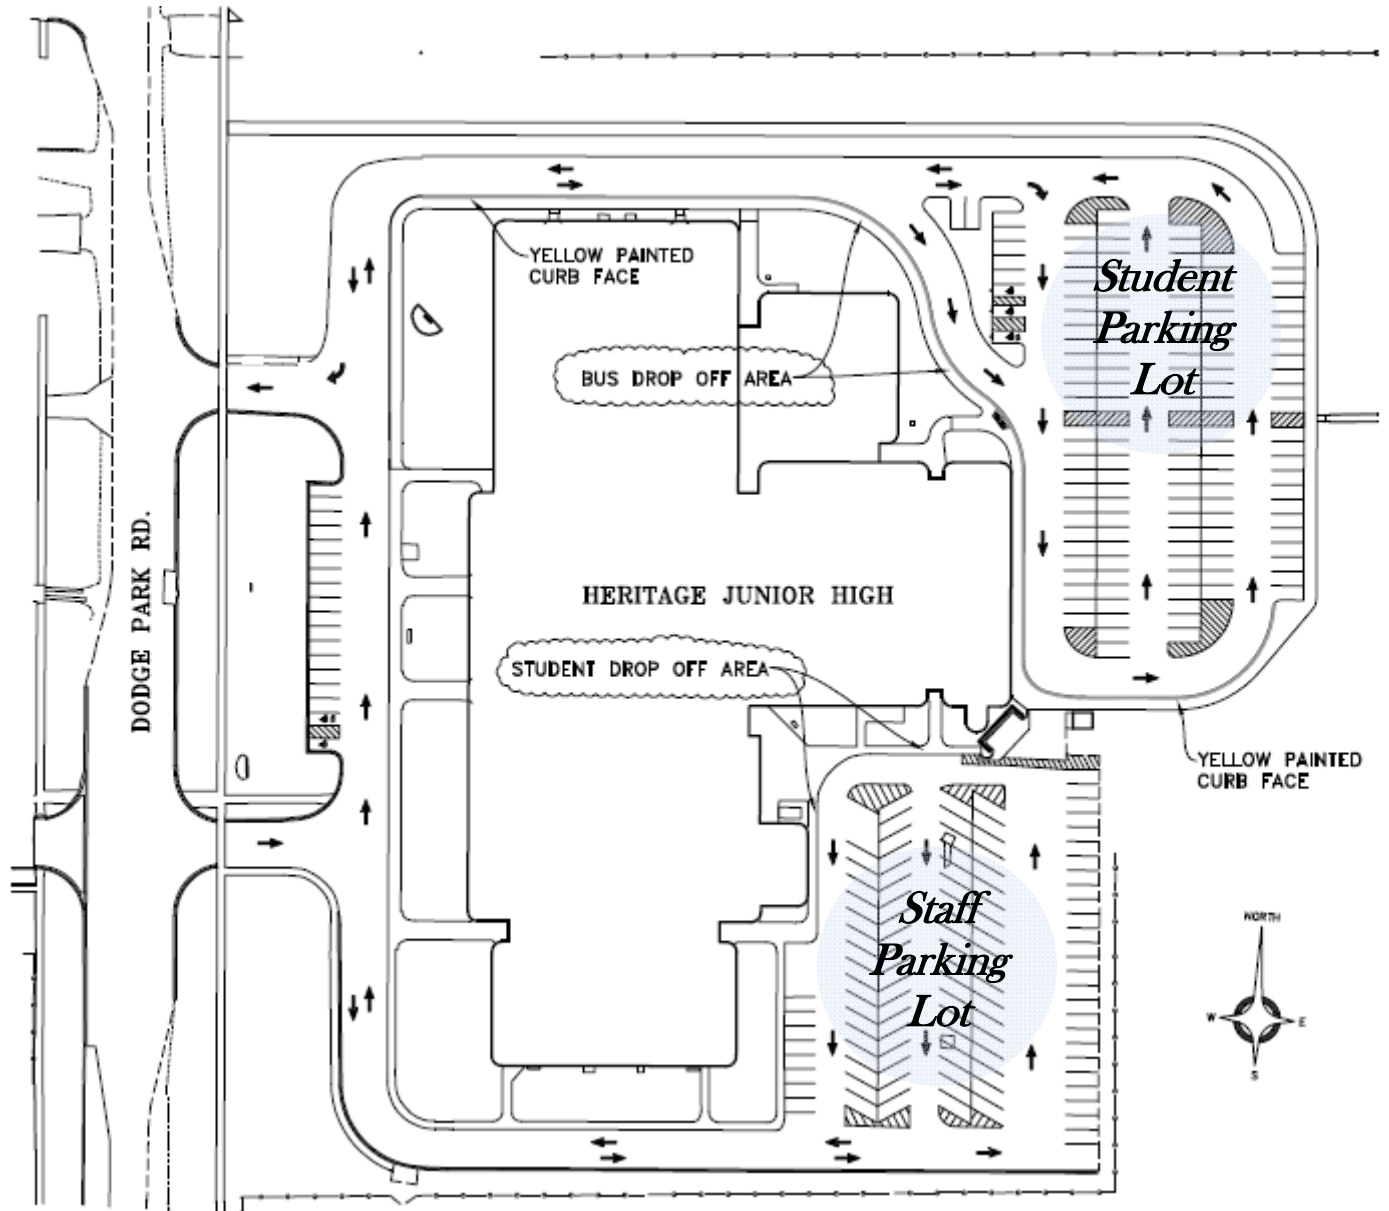 YELLOW PAINTED
CURB FACE
Student
Parking
Lot
BUS DROP OFF AREA
DODGE PARK RD.
HERITAGE JUNIOR HIGH
STUDENT DROP OFF AREA
YELLOW PAINTED
CURB FACE
Staff
Parking
Lot
NORTH
W
E
S